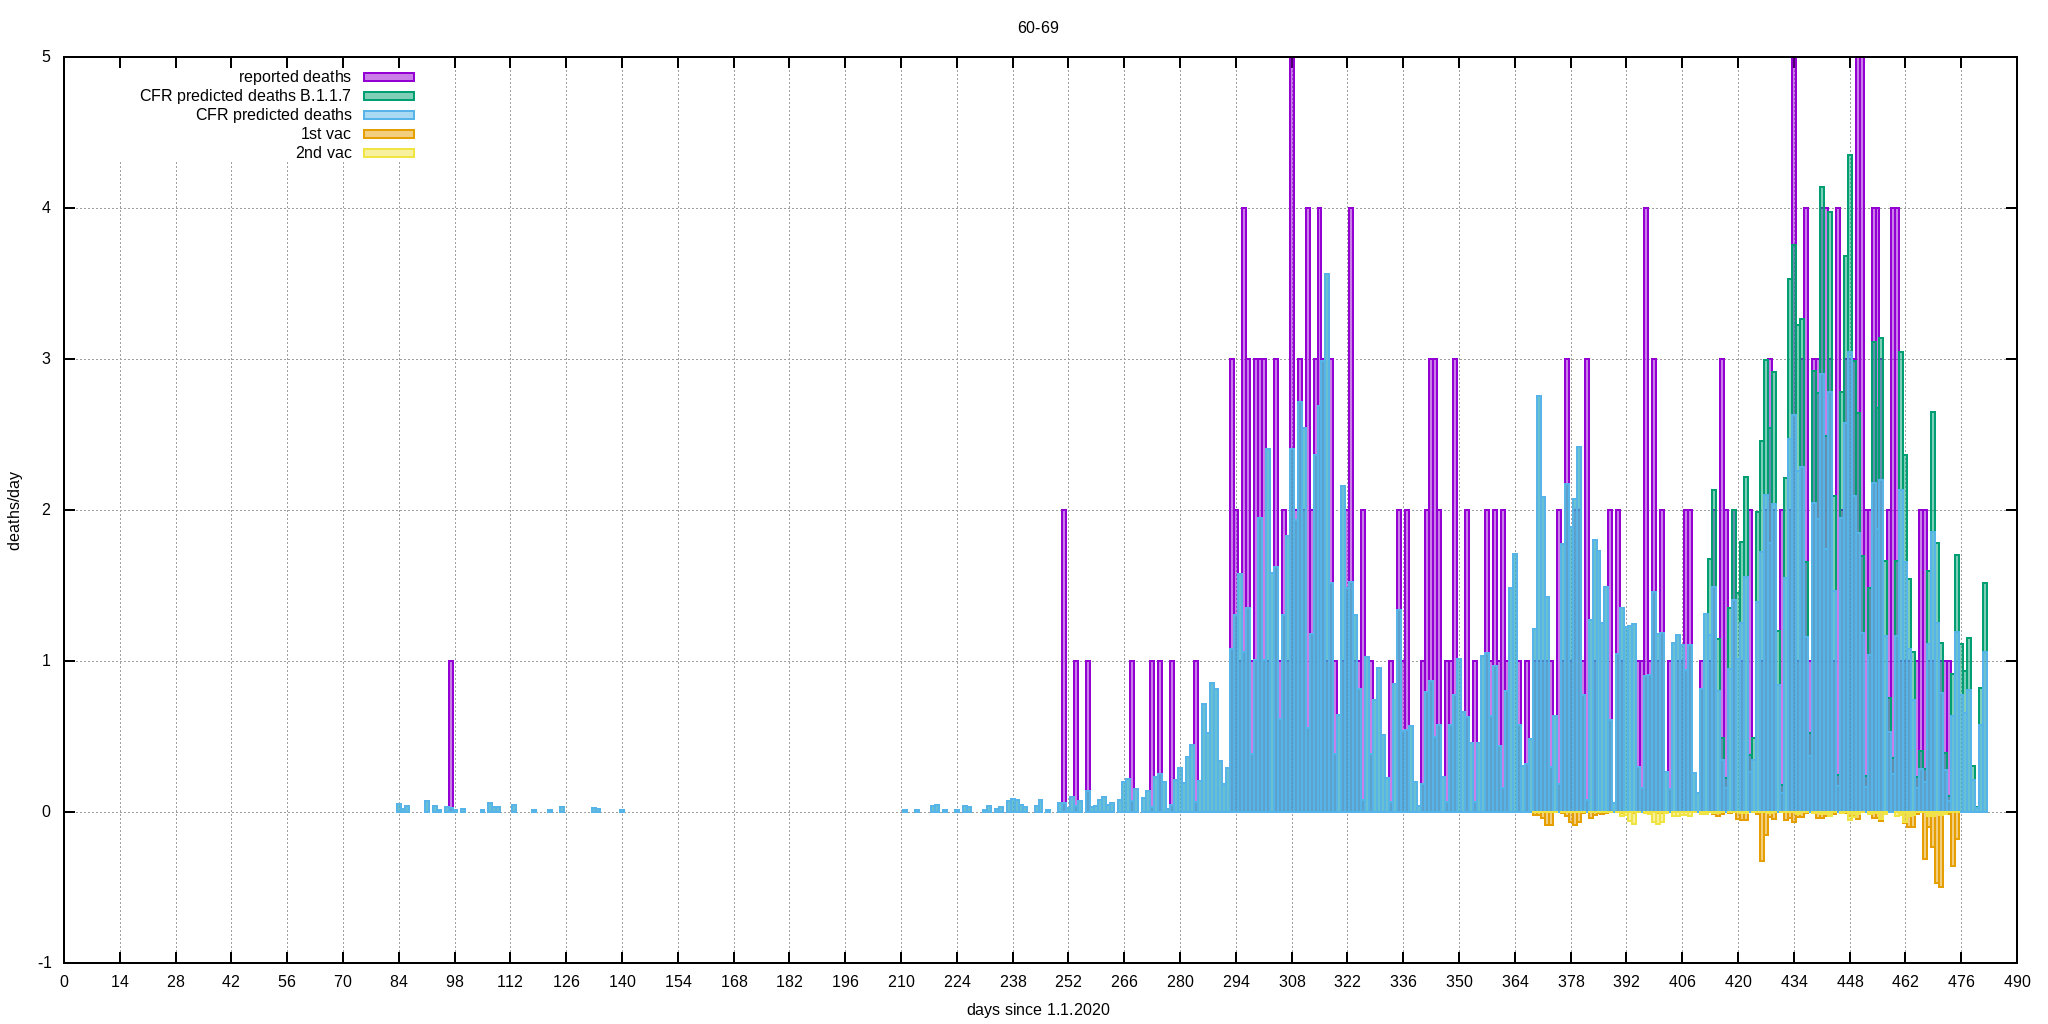 60-69
reported deaths
CFR predicted deaths B.1.1.7
CFR predicted deaths
1st vac
2nd vac
5
4
3
2
1
0
-1
deaths/day
0 14 28 42 56 70 84 98 112 126 140 154 168 182 196 210 224 238 252 266 280 294 308 322 336 350 364 378 392 406 420 434 448 462 476 490
days since 1.1.2020